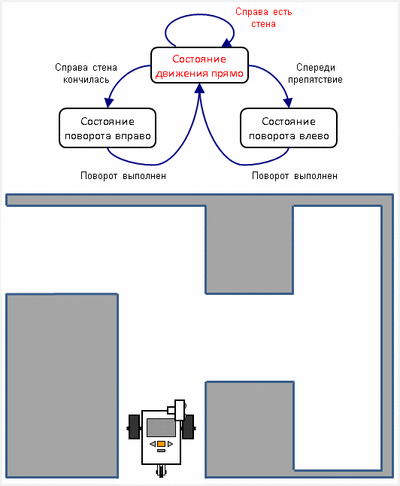 Справа есть
стена
Справа стена
кончилась
Состояние
движения прямо
Спереди
препятствие
Состояние
поворота вправо
Состояние
поворота влево
Поворот выполнен
Поворот выполнен